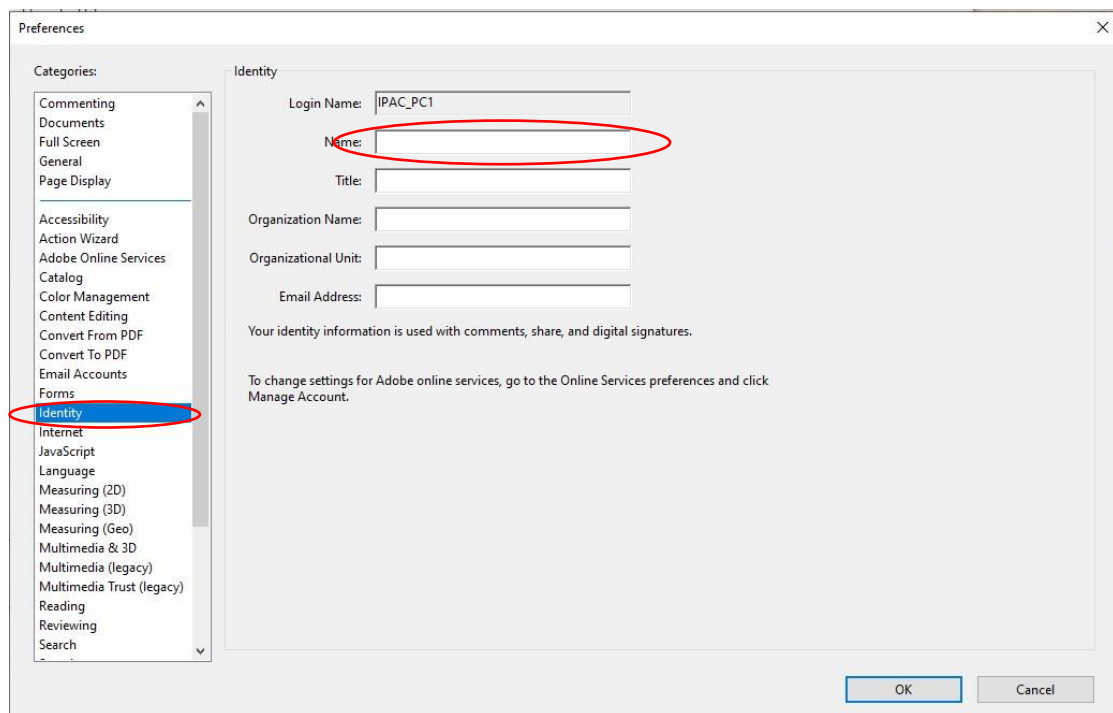 Preferences
Categories:
Commenting
Documents
Full Screen
General
Page Display
Accessibility
Action Wizard
Adobe Online Services
Catalog
Color Management
Content Editing
Convert From PDF
Convert To PDF
Email Accounts
Forms
Identity
Internet
JavaScript
Language
Measuring (2D)
Measuring (3D)
Measuring (Geo)
Multimedia & 3D
Multimedia (legacy)
Multimedia Trust (legacy)
Reading
Reviewing
Search
Identity
Login Name: IPAC_PC1
Name:
Title:
Organization Name:
Organizational Unit:
Email Address:
Your identity information is used with comments, share, and digital signatures.
To change settings for Adobe online services, go to the Online Services preferences and click
Manage Account.
OK Cancel